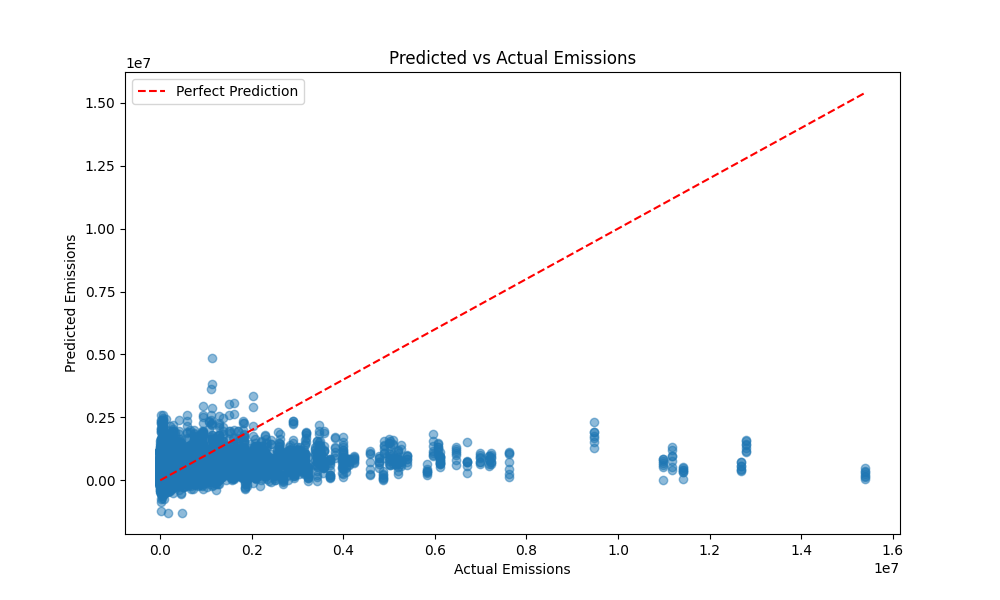 Predicted vs Actual Emissions
1e7
Perfect Prediction
1.50
1.25
1.00
0.75
0.50
0.25
0.00
Predicted Emissions
0.0 0.2 0.4 0.6 0.8 1.0 1.2 1.4 1.6
1e7
Actual Emissions